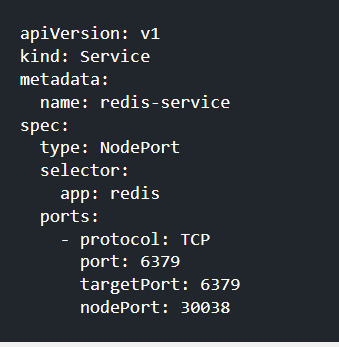 apiVersion: v1
kind: Service
metadata:
  name: redis-service
spec:
  type: NodePort
  selector:
    app: redis
  ports:
    - protocol: TCP
      port: 6379
      targetPort: 6379
      nodePort: 30038